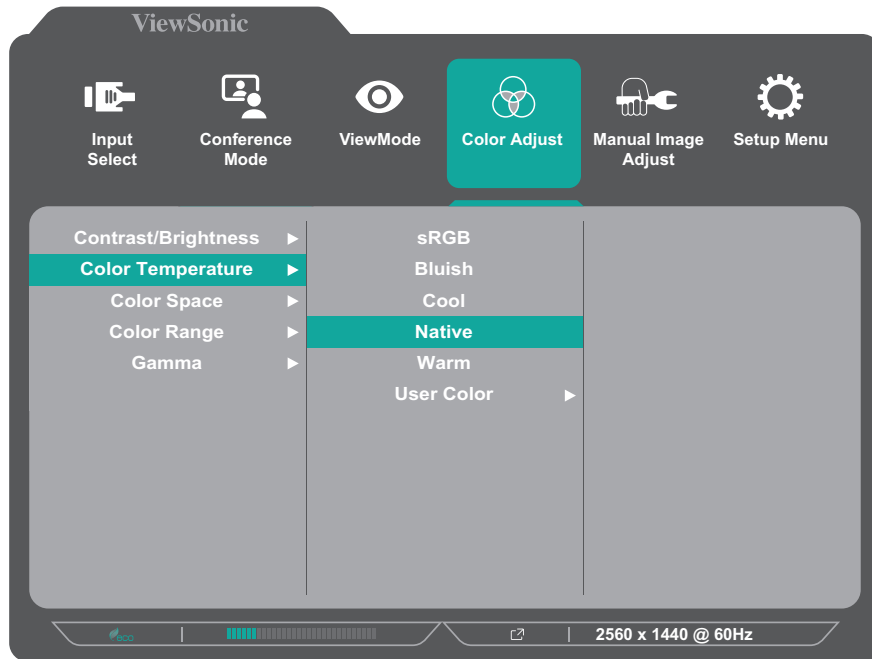 ViewSonic
Input
Select
Conference
Mode
ViewMode
Color Adjust
Manual Image
Adjust
Setup Menu
Contrast/Brightness
Color Temperature
Color Space
Color Range
Gamma
sRGB
Bluish
Cool
Native
Warm
User Color
eco
2560 x 1440 @ 60Hz